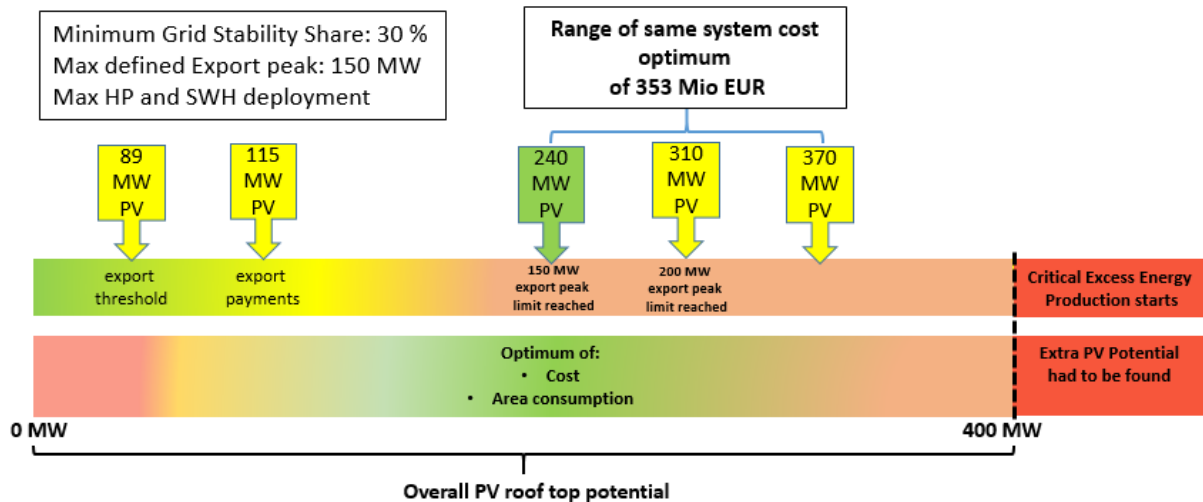 Minimum Grid Stability Share: 30 %
Max defined Export peak: 150 MW
Max HP and SWH deployment
Range of same system cost
optimum
of 353 Mio EUR
89
MW
PV
115
MW
PV
240
MW
PV
310
MW
PV
370
MW
PV
export
threshold
export
payments
150 MW
export peak
limit reached
200 MW
export peak
limit reached
Critical Excess Energy
Production starts
Optimum of:
• Cost
• Area consumption
Extra PV Potential
had to be found
0 MW
400 MW
Overall PV roof top potential